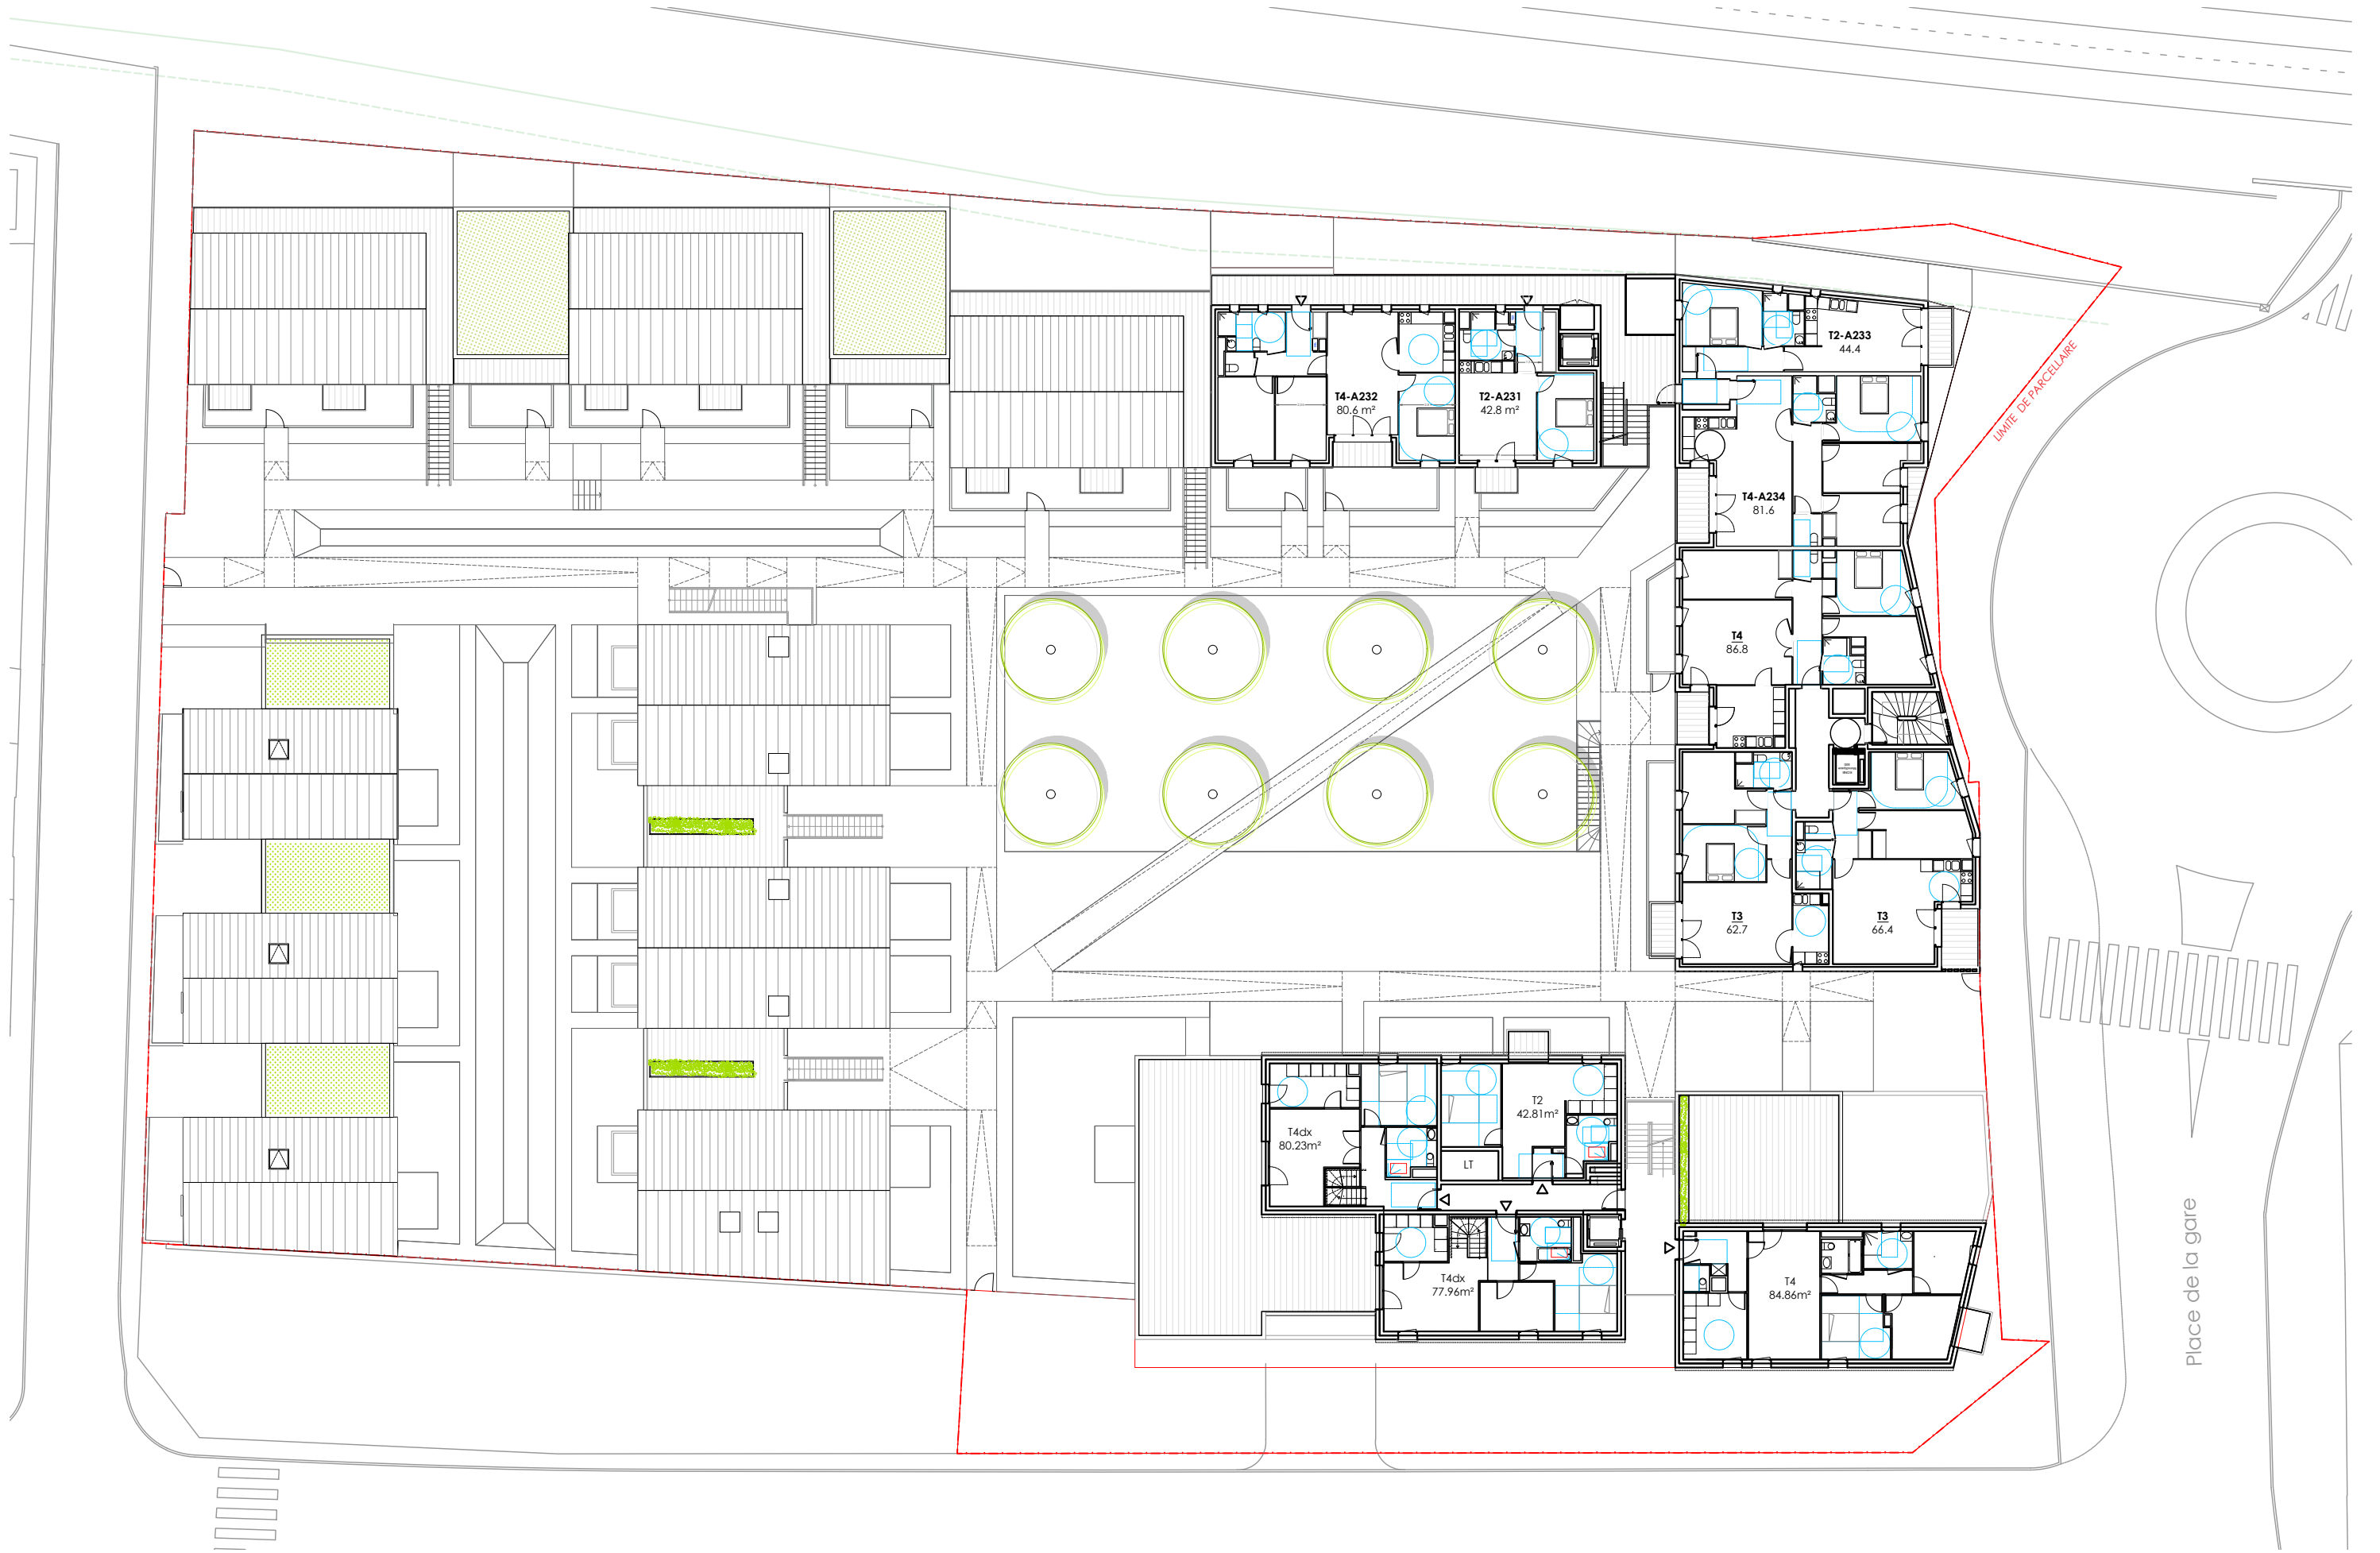 T2-A233
44.4
LIMITE DE PARCELLAIRE
T4-A232
80.6 m²
T2-A231
42.8 m²
T4-A234
81.6
T4
86.8
T3
62.7
T3
66.4
T2
42.81m²
T4dx
80.23m²
LT
T4dx
77.96m²
T4
84.86m²
Place de la gare